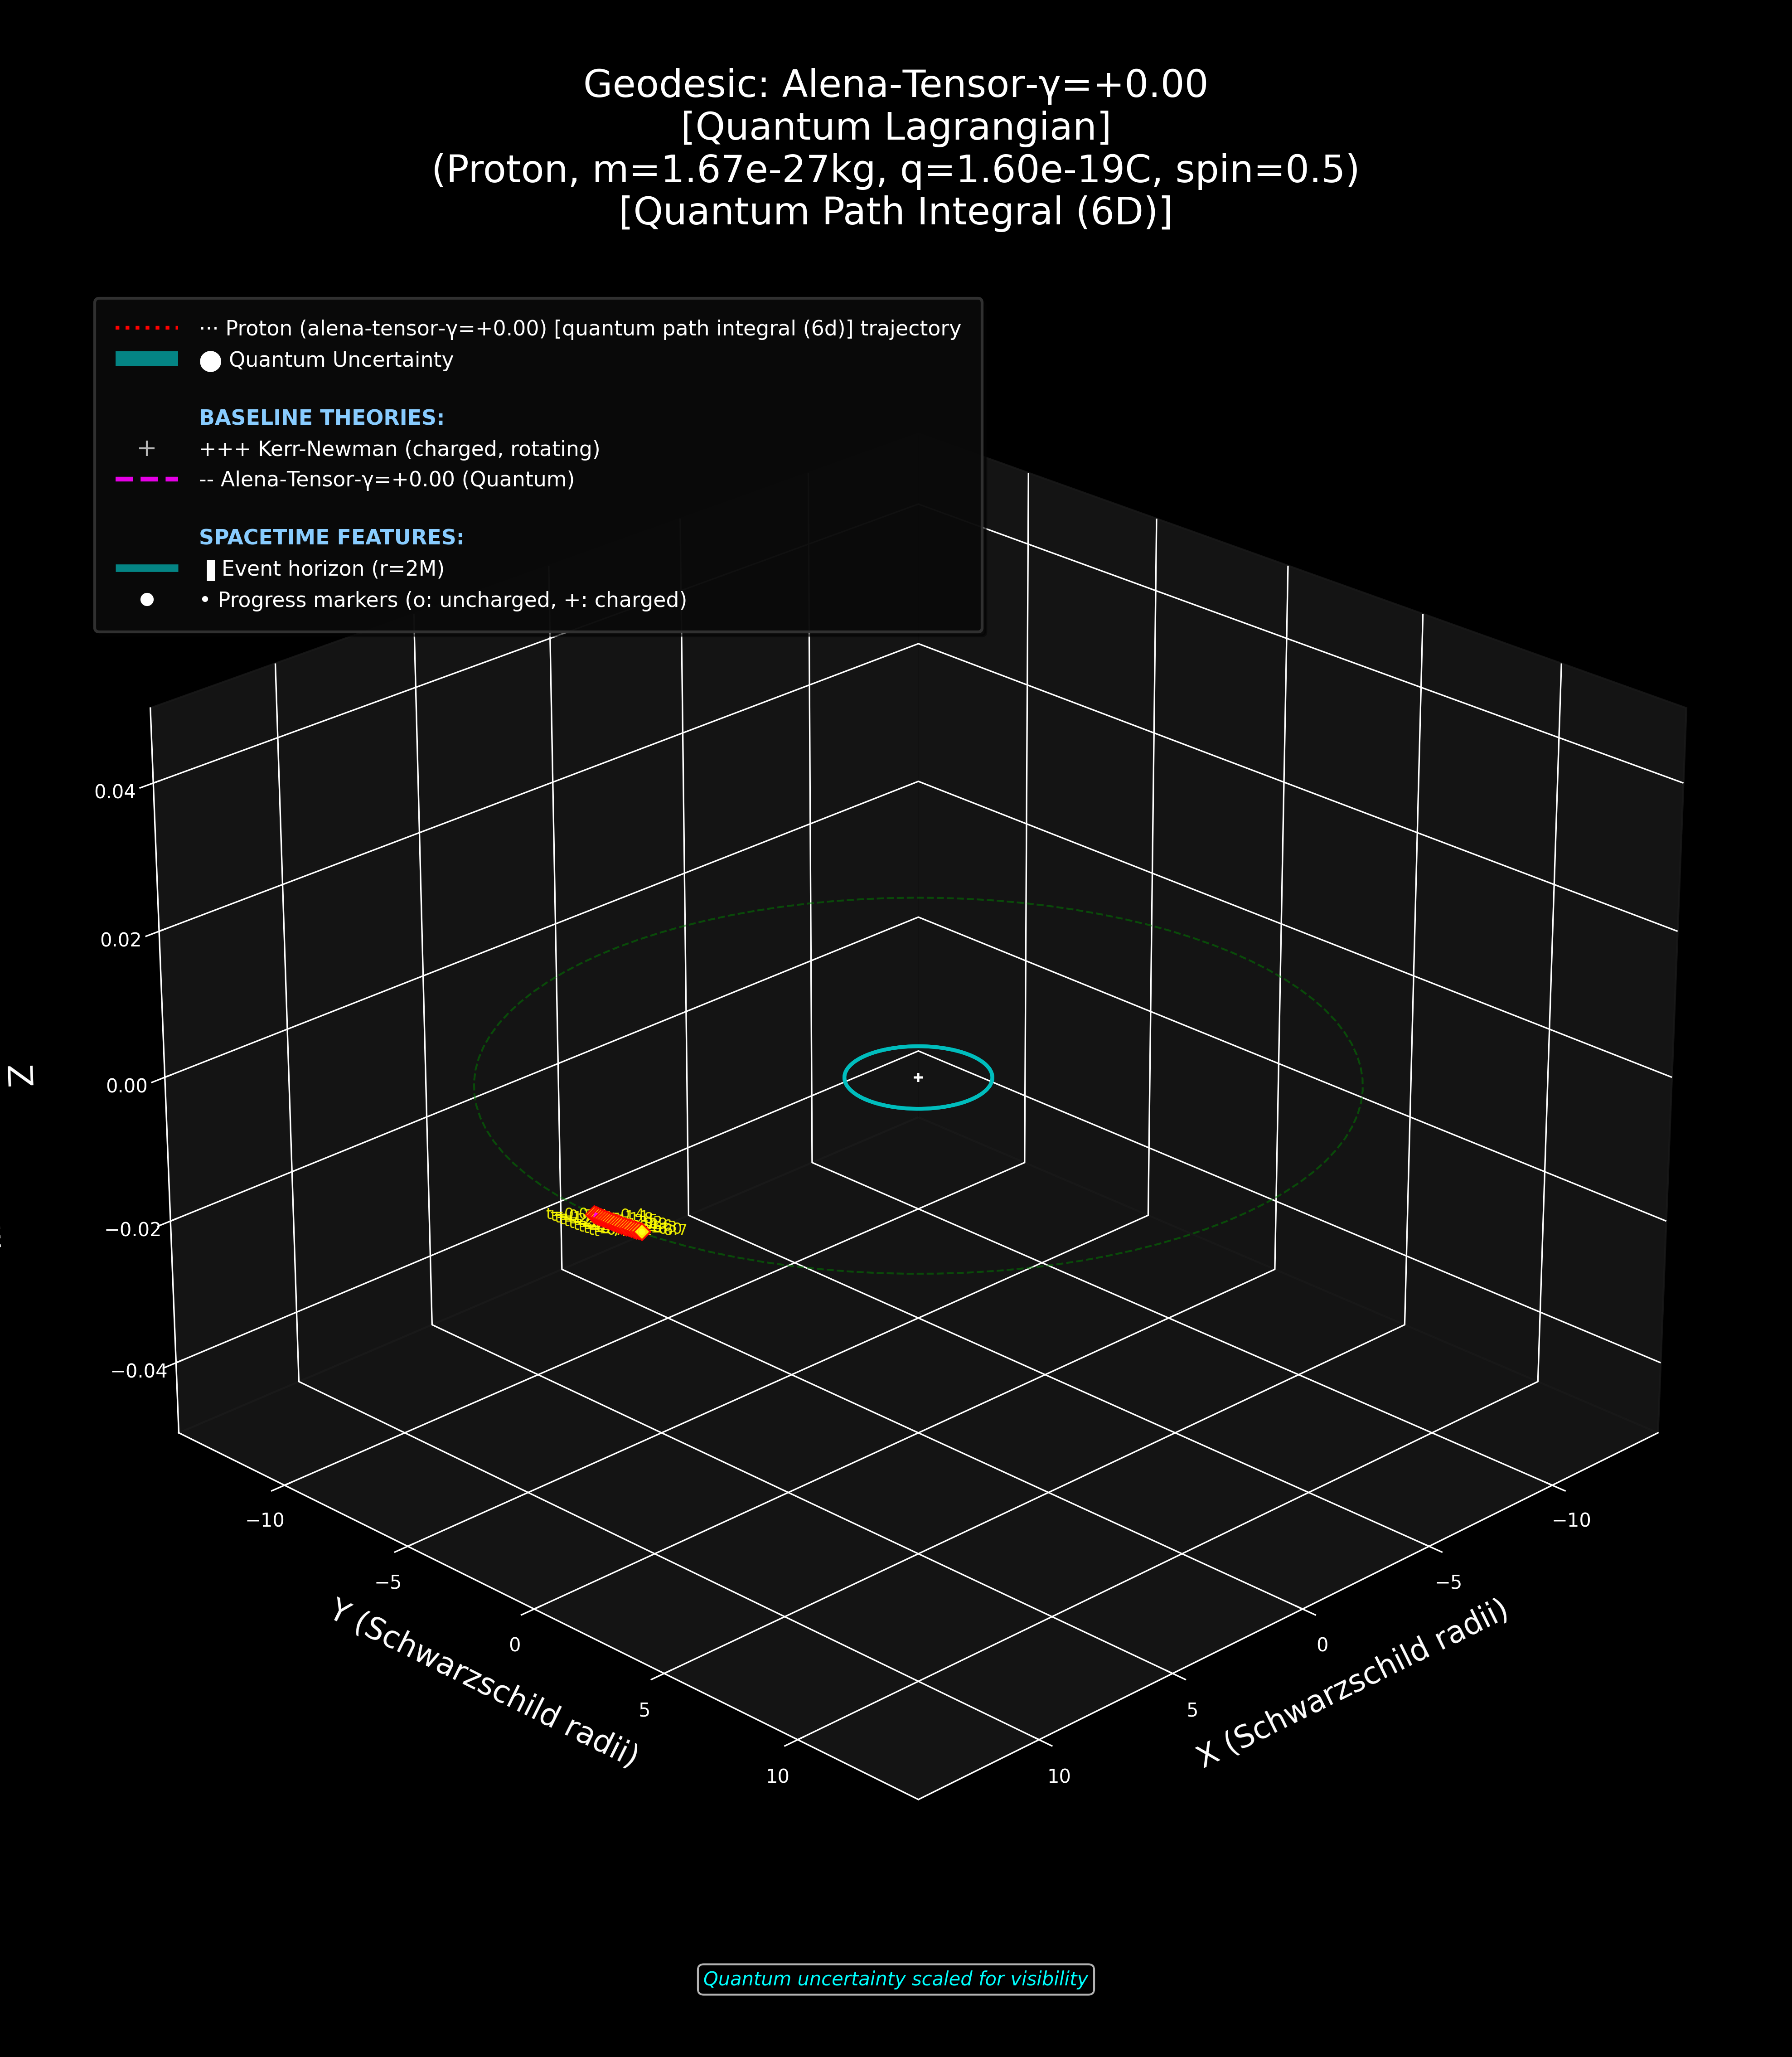 Geodesic: Alena-Tensor-γ=+0.00
[Quantum Lagrangian]
(Proton, m=1.67e-27kg, q=1.60e-19C, spin=0.5)
[Quantum Path Integral (6D)]
··· Proton (alena-tensor-γ=+0.00) [quantum path integral (6d)] trajectory
● Quantum Uncertainty
BASELINE THEORIES:
+++ Kerr-Newman (charged, rotating)
-- Alena-Tensor-γ=+0.00 (Quantum)
SPACETIME FEATURES:
▐ Event horizon (r=2M)
• Progress markers (o: uncharged, +: charged)
0.04
0.02
0.00
−0.02
−0.04
Z
−10
−5
0
5
10
Y (Schwarzschild radii)
−10
−5
0
5
10
X (Schwarzschild radii)
Quantum uncertainty scaled for visibility